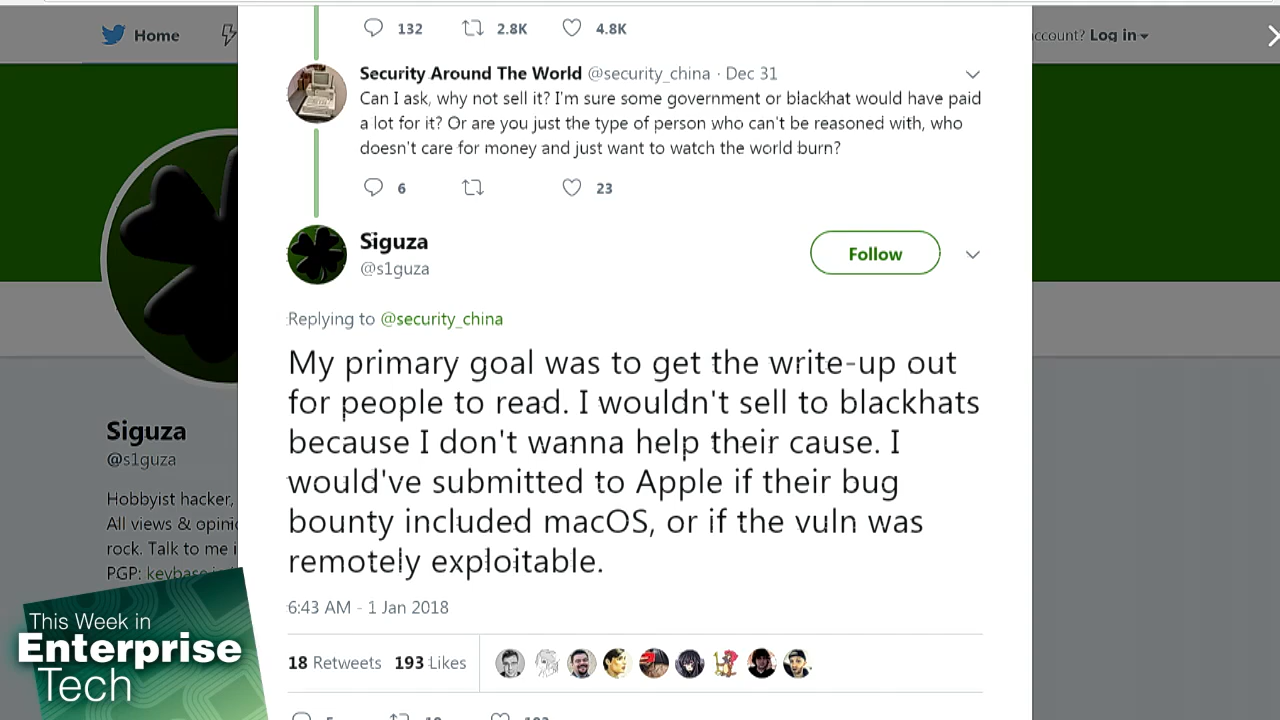 Home
ccount? Log in
132 2.8K 4.8K
Security Around The World @security_china · Dec 31
Can I ask, why not sell it? I'm sure some government or blackhat would have paid
a lot for it? Or are you just the type of person who can't be reasoned with, who
doesn't care for money and just want to watch the world burn?
6 23
Siguza
@s1guza
Follow
Replying to @security_china
My primary goal was to get the write-up out
for people to read. I wouldn't sell to blackhats
because I don't wanna help their cause. I
would've submitted to Apple if their bug
bounty included macOS, or if the vuln was
remotely exploitable.
6:43 AM - 1 Jan 2018
18 Retweets 193 Likes
Siguza
@s1guza
Hobbyist hacker,
All views & opini
rock. Talk to me i
PGP:
This Week in
Enterprise
Tech